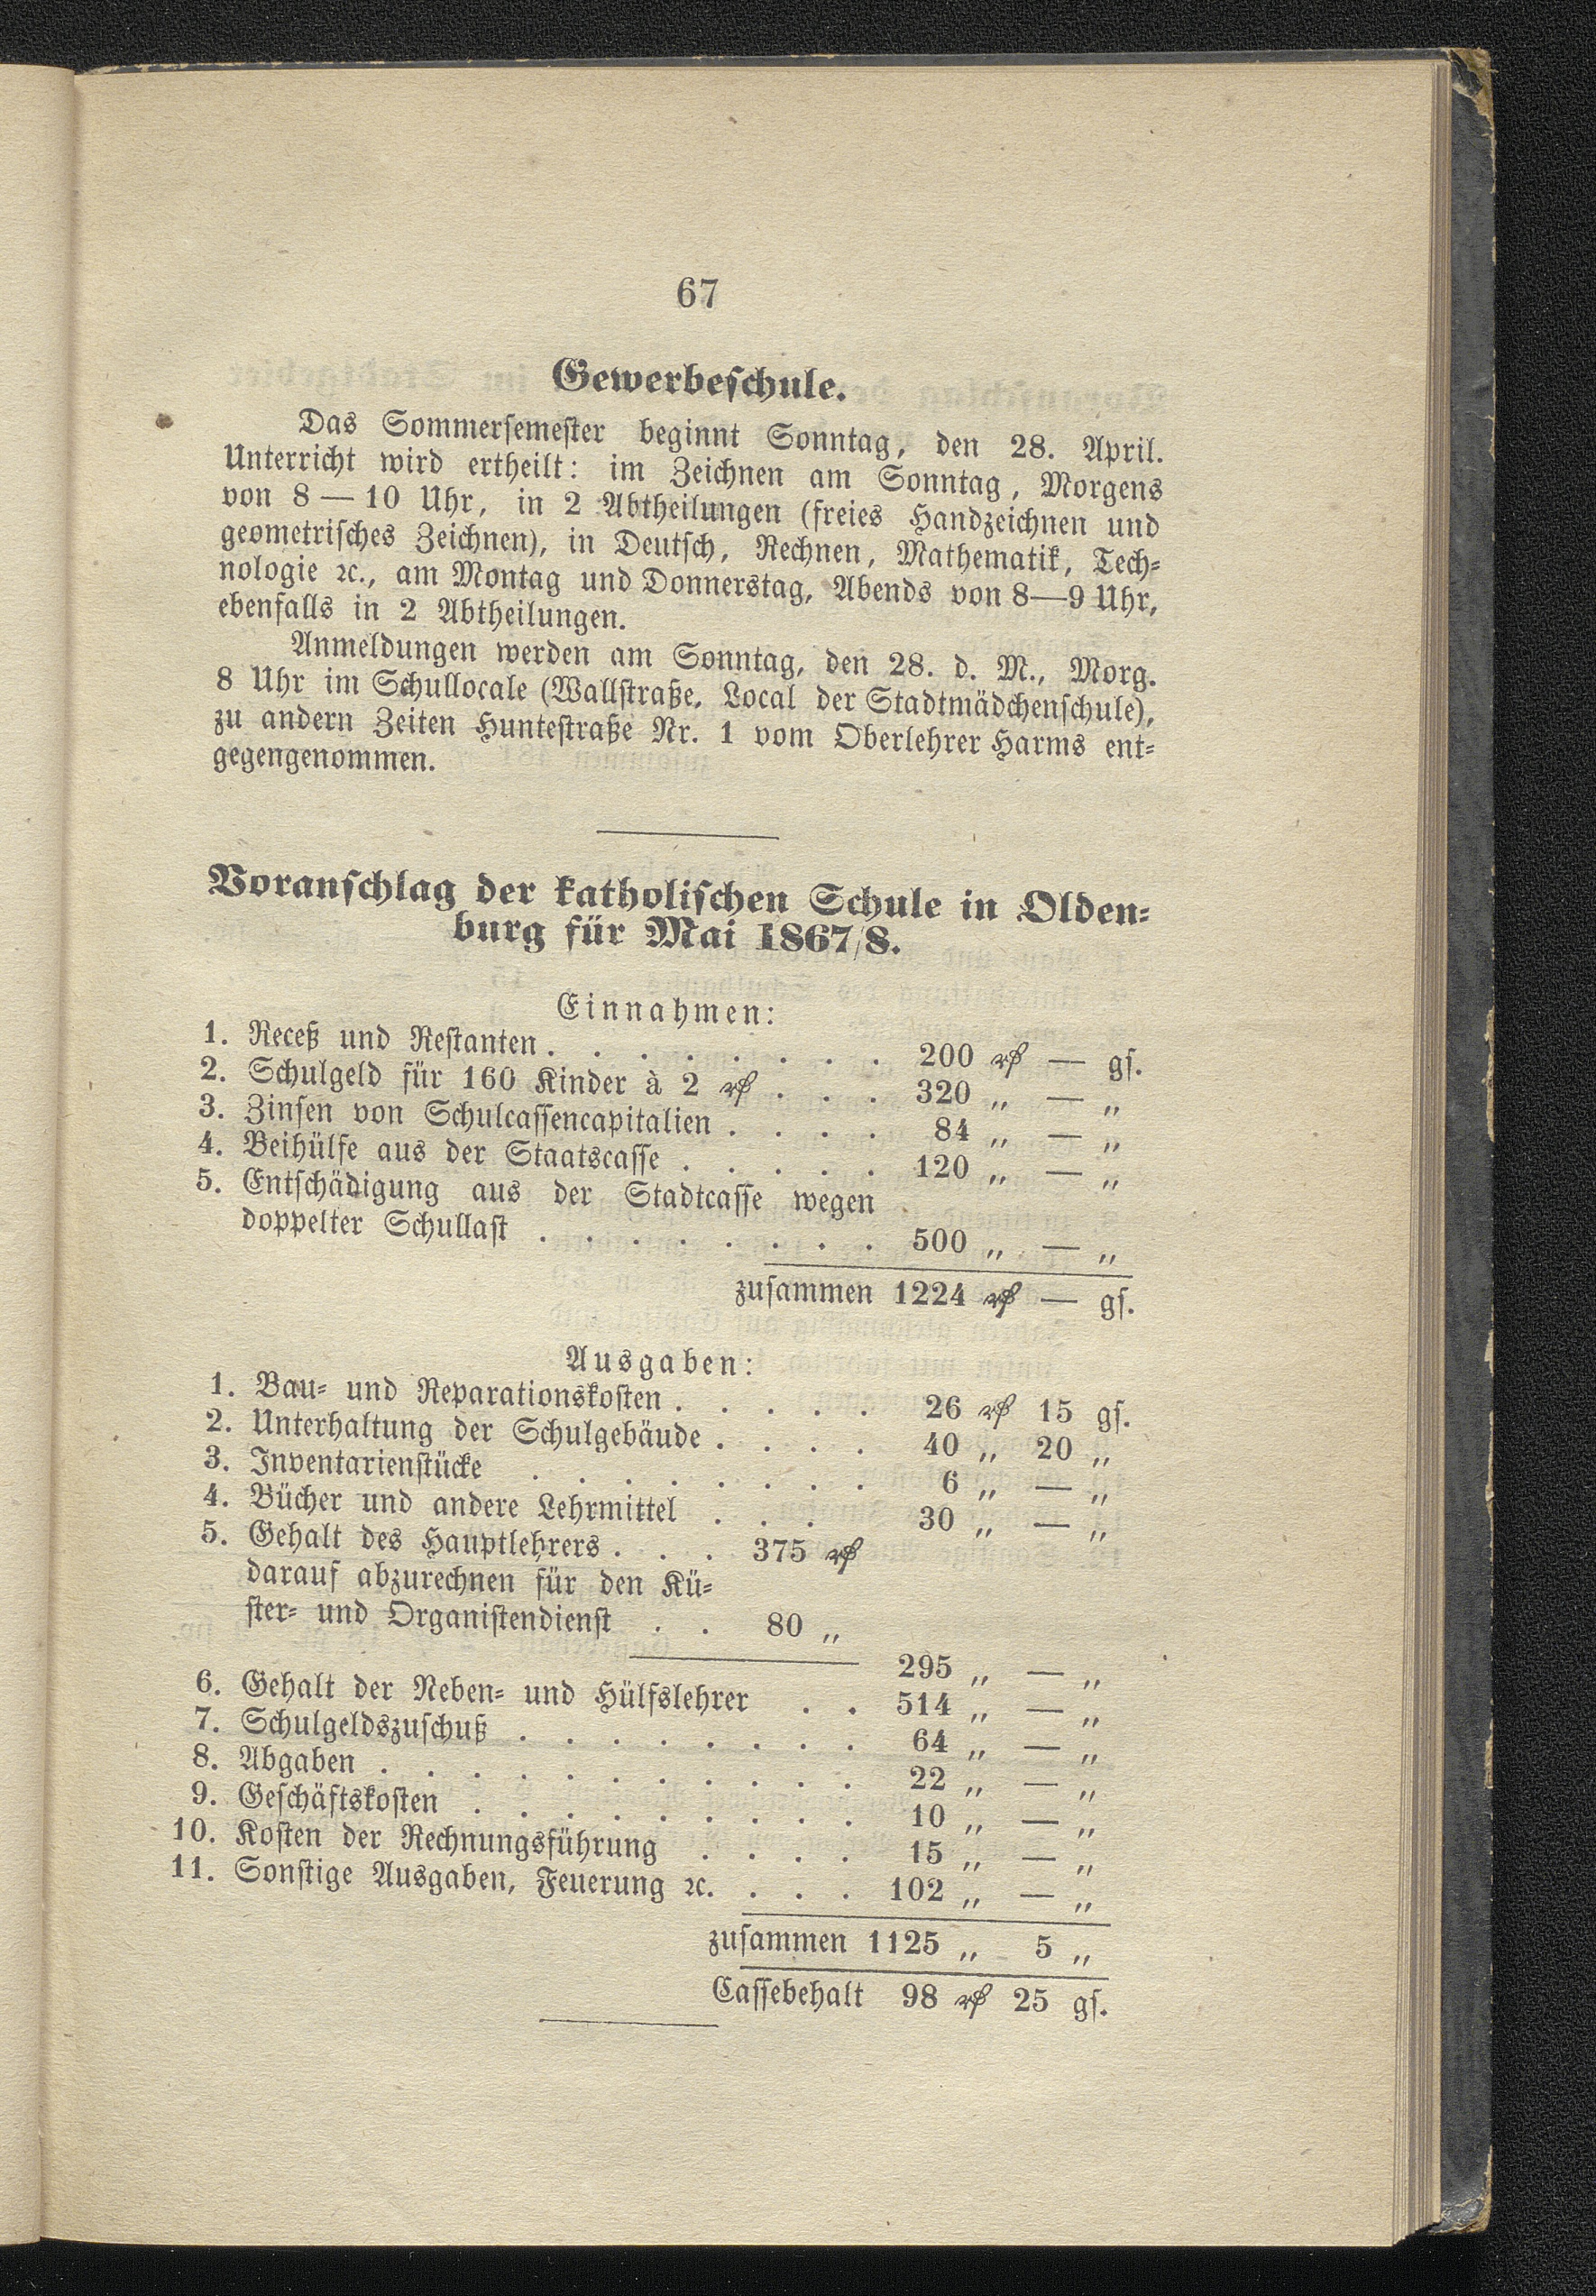 67
Gewerbeschule.
Das Sommersemester beginnt Sonntag, den 28. April.
Unterricht wird ertheilt: im Zeichnen am Sonntag, Morgens
von 8 — 10 Uhr, in 2 Abtheilungen (freies Handzeichnen und
geometrisches Zeichnen), in Deutsch, Rechnen, Mathematik, Tech-
nologie ꝛc., am Montag und Donnerstag, Abends von 8—9 Uhr,
ebenfalls in 2 Abtheilungen.
Anmeldungen werden am Sonntag, den 28. d. M., Morg.
8 Uhr im Schullocale (Wallstraße, Local der Stadtmädchenschule),
zu andern Zeiten Huntestraße Nr. 1 vom Oberlehrer Harms ent-
gegengenommen.
Voranschlag der katholischen Schule in Olden-
burg für Mai 1867/8.
Einnahmen:
1. Receß und Restanten . . . . . . . . 200 ₰ — gs.
2. Schulgeld für 160 Kinder à 2 ₰ . . . 320 „ — „
3. Zinsen von Schulcassencapitalien . . . . 84 „ — „
4. Beihülfe aus der Staatscasse . . . . . 120 „ — „
5. Entschädigung aus der Stadtcasse wegen
doppelter Schullast . . . . . . . . 500 „ — „
zusammen 1224 ₰ — gs.
Ausgaben:
1. Bau- und Reparationskosten . . . . . 26 ₰ 15 gs.
2. Unterhaltung der Schulgebäude . . . . 40 „ 20 „
3. Inventarienstücke . . . . . . . . 6 „ — „
4. Bücher und andere Lehrmittel . . . 30 „ — „
5. Gehalt des Hauptlehrers . . . 375 ₰
darauf abzurechnen für den Kü-
ster- und Organistendienst . . 80 „
295 „ — „
6. Gehalt der Neben- und Hülfslehrer . . 514 „ — „
7. Schulgeldszuschuß . . . . . . . . 64 „ — „
8. Abgaben . . . . . . . . . . . 22 „ — „
9. Geschäftskosten . . . . . . . . . 10 „ — „
10. Kosten der Rechnungsführung . . . . 15 „ — „
11. Sonstige Ausgaben, Feuerung ꝛc. . . . 102 „ — „
zusammen 1125 „ 5 „
Cassebehalt 98 ₰ 25 gs.